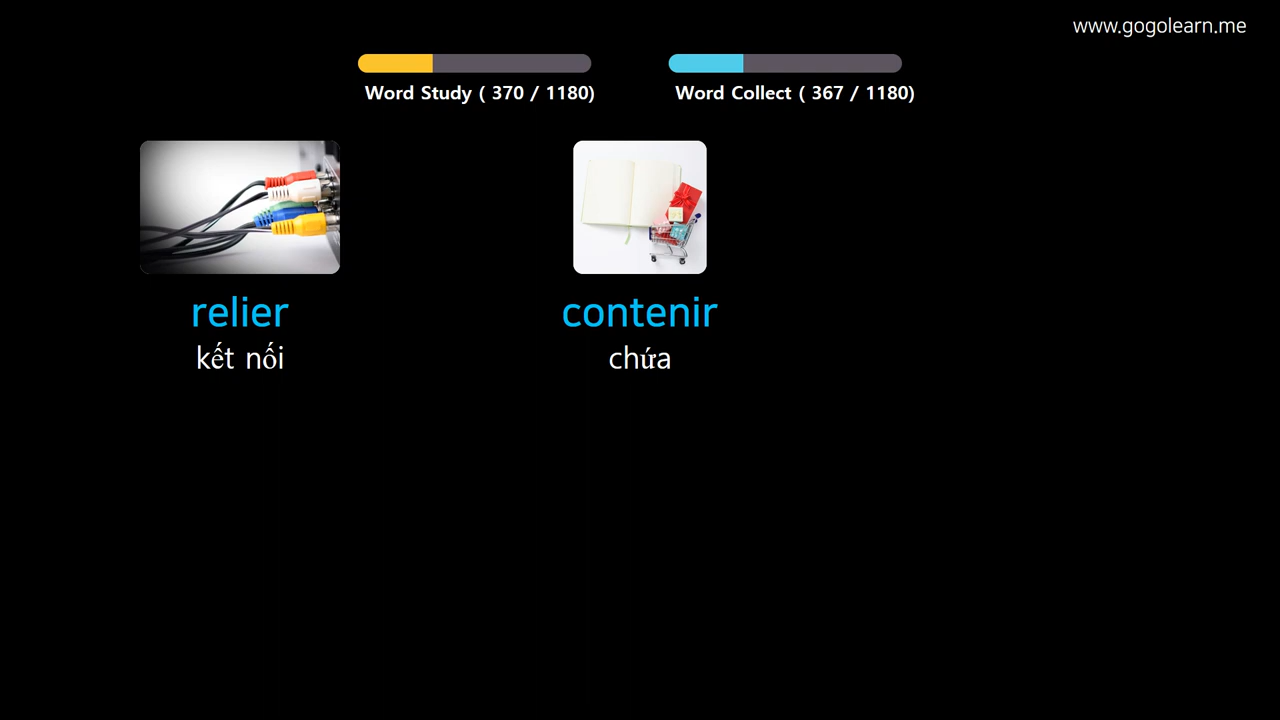 www.gogolearn.me
Word Study ( 370 / 1180)
Word Collect ( 367 / 1180)
relier
contenir
kết nối
chứa